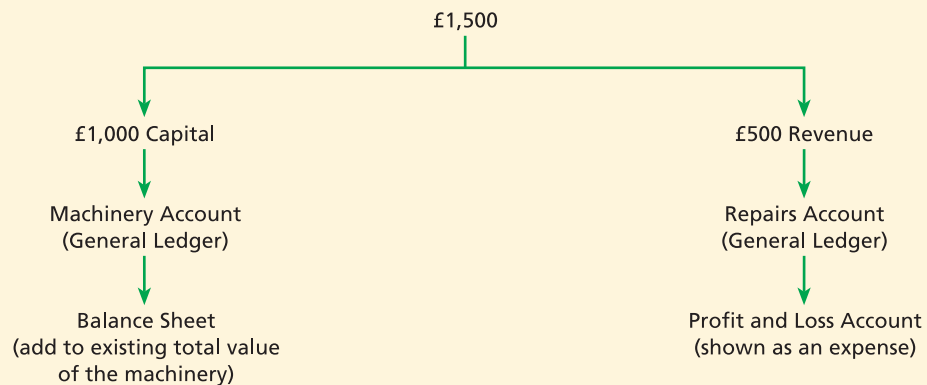 £1,500
£1,000 Capital
£500 Revenue
Machinery Account
(General Ledger)
Repairs Account
(General Ledger)
Balance Sheet
(add to existing total value
of the machinery)
Profit and Loss Account
(shown as an expense)